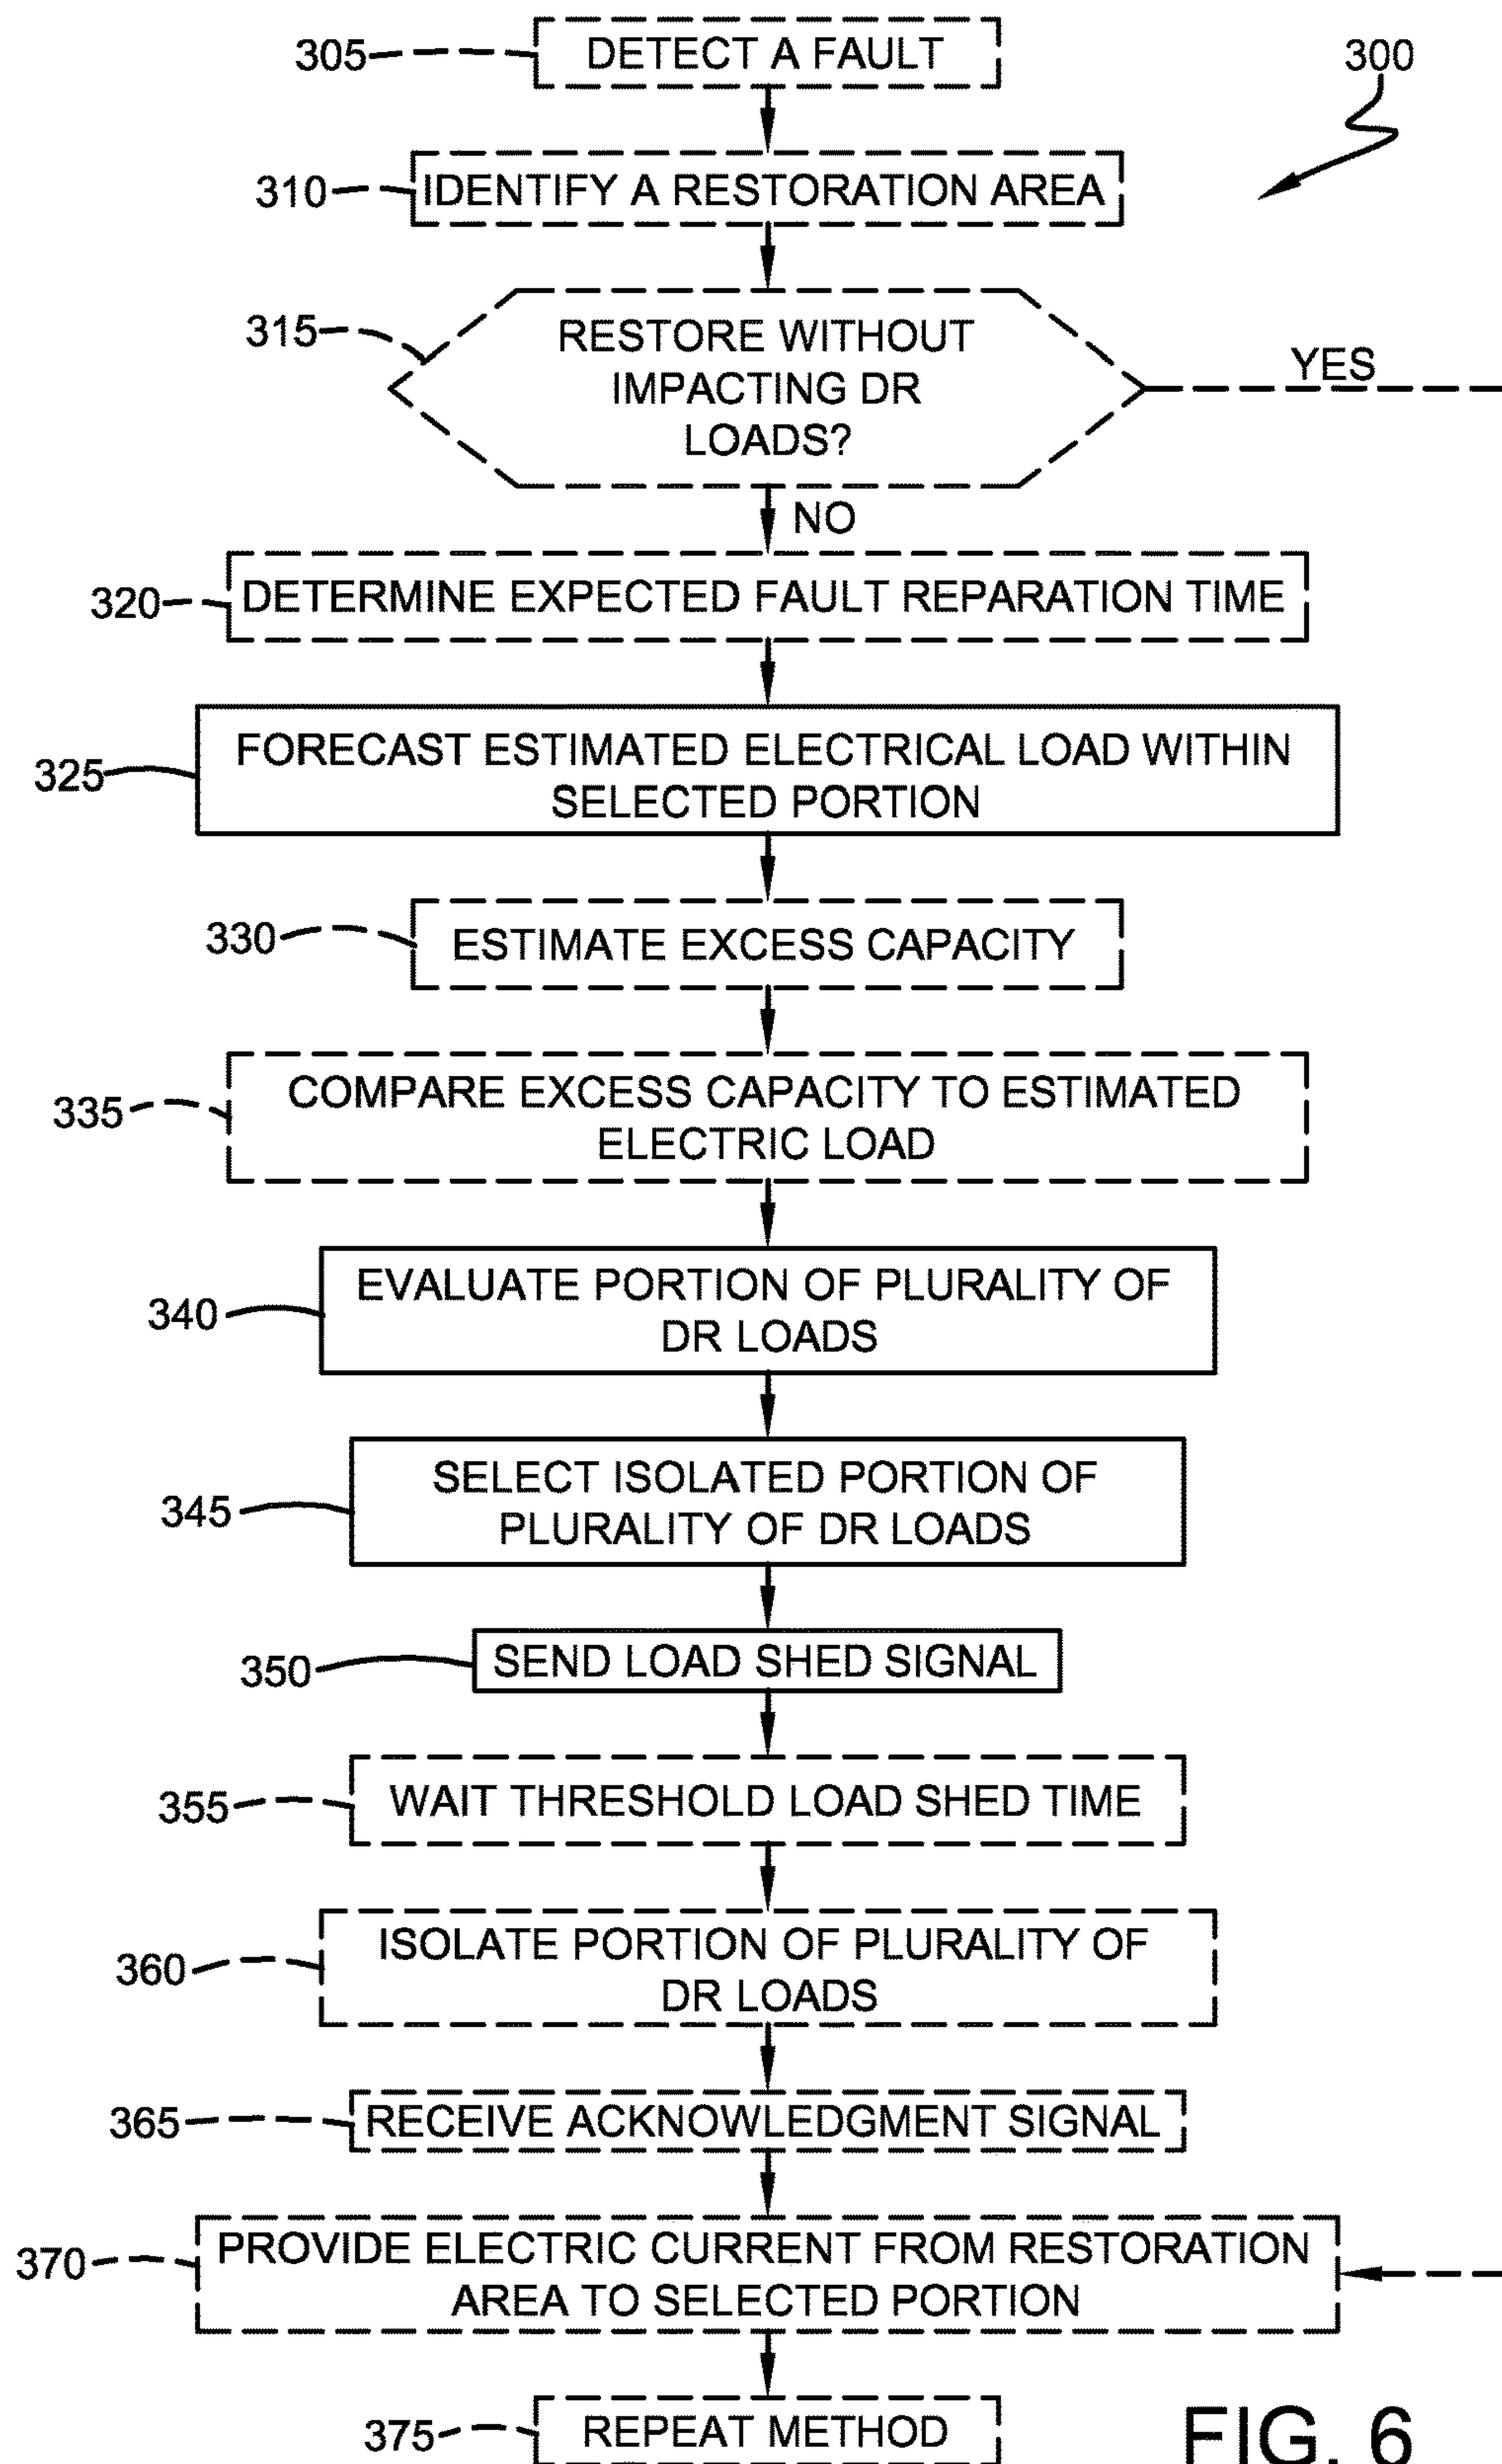 305
DETECT A FAULT
300
310
IDENTIFY A RESTORATION AREA
315
RESTORE WITHOUT
IMPACTING DR
LOADS?
YES
NO
320
DETERMINE EXPECTED FAULT REPARATION TIME
325
FORECAST ESTIMATED ELECTRICAL LOAD WITHIN
SELECTED PORTION
330
ESTIMATE EXCESS CAPACITY
335
COMPARE EXCESS CAPACITY TO ESTIMATED
ELECTRIC LOAD
340
EVALUATE PORTION OF PLURALITY OF
DR LOADS
345
SELECT ISOLATED PORTION OF
PLURALITY OF DR LOADS
350
SEND LOAD SHED SIGNAL
355
WAIT THRESHOLD LOAD SHED TIME
360
ISOLATE PORTION OF PLURALITY OF
DR LOADS
365
RECEIVE ACKNOWLEDGMENT SIGNAL
370
PROVIDE ELECTRIC CURRENT FROM RESTORATION
AREA TO SELECTED PORTION
375
REPEAT METHOD
FIG. 6